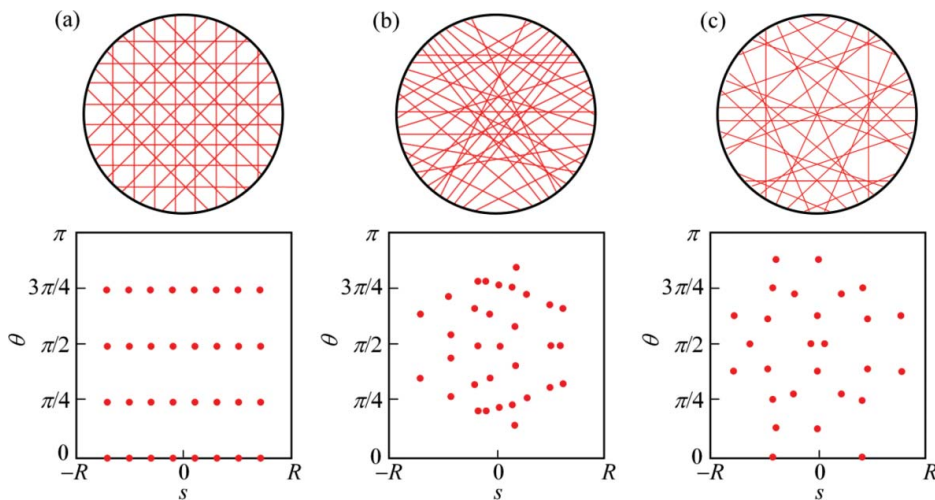 (a) (b) (c)
π π π
3π/4 3π/4 3π/4
θ π/2 θ π/2 θ π/2
π/4 π/4 π/4
0 0 0
−R 0 R −R 0 R −R 0 R
s s s